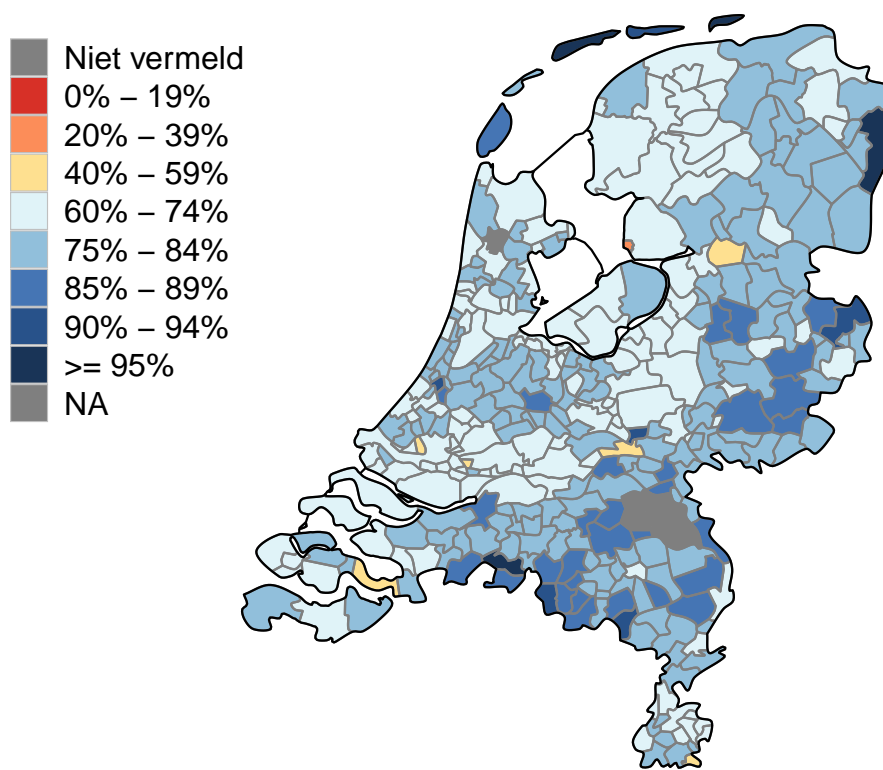 Niet vermeld
0% – 19%
20% – 39%
40% – 59%
60% – 74%
75% – 84%
85% – 89%
90% – 94%
>= 95%
NA